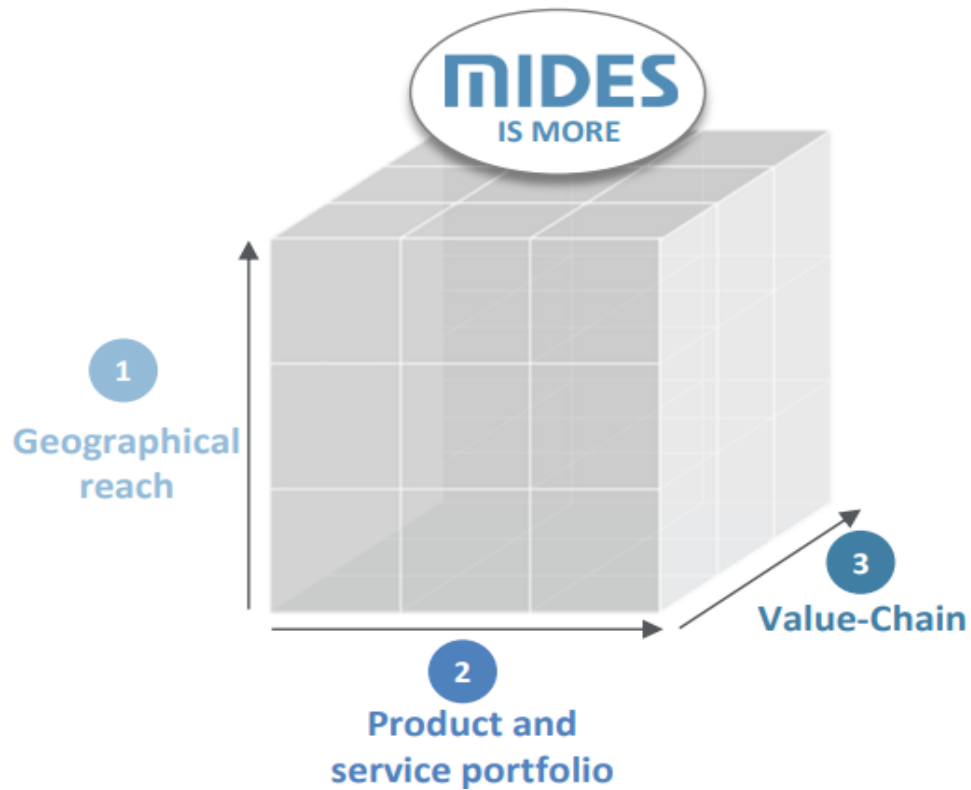 MIDES
IS MORE
1
Geographical
reach
3
Value-Chain
2
Product and
service portfolio